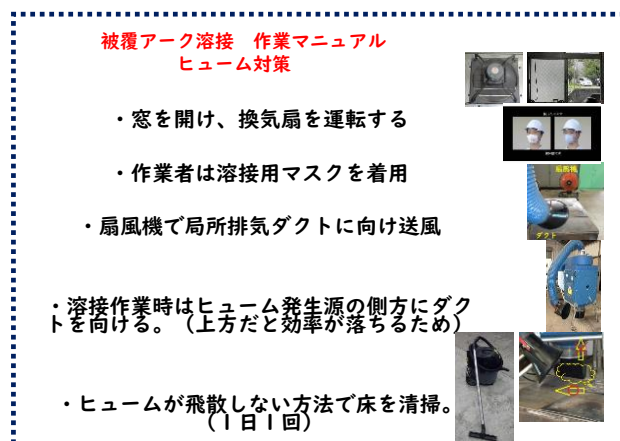 被覆アーク溶接　作業マニュアル
ヒューム対策
・窓を開け、換気扇を運転する
・作業者は溶接用マスクを着用
扇風機
・扇風機で局所排気ダクトに向け送風
ダクト
・溶接作業時はヒューム発生源の側方にダク
トを向ける。（上方だと効率が落ちるため）
・ヒュームが飛散しない方法で床を清掃。
（1日1回）